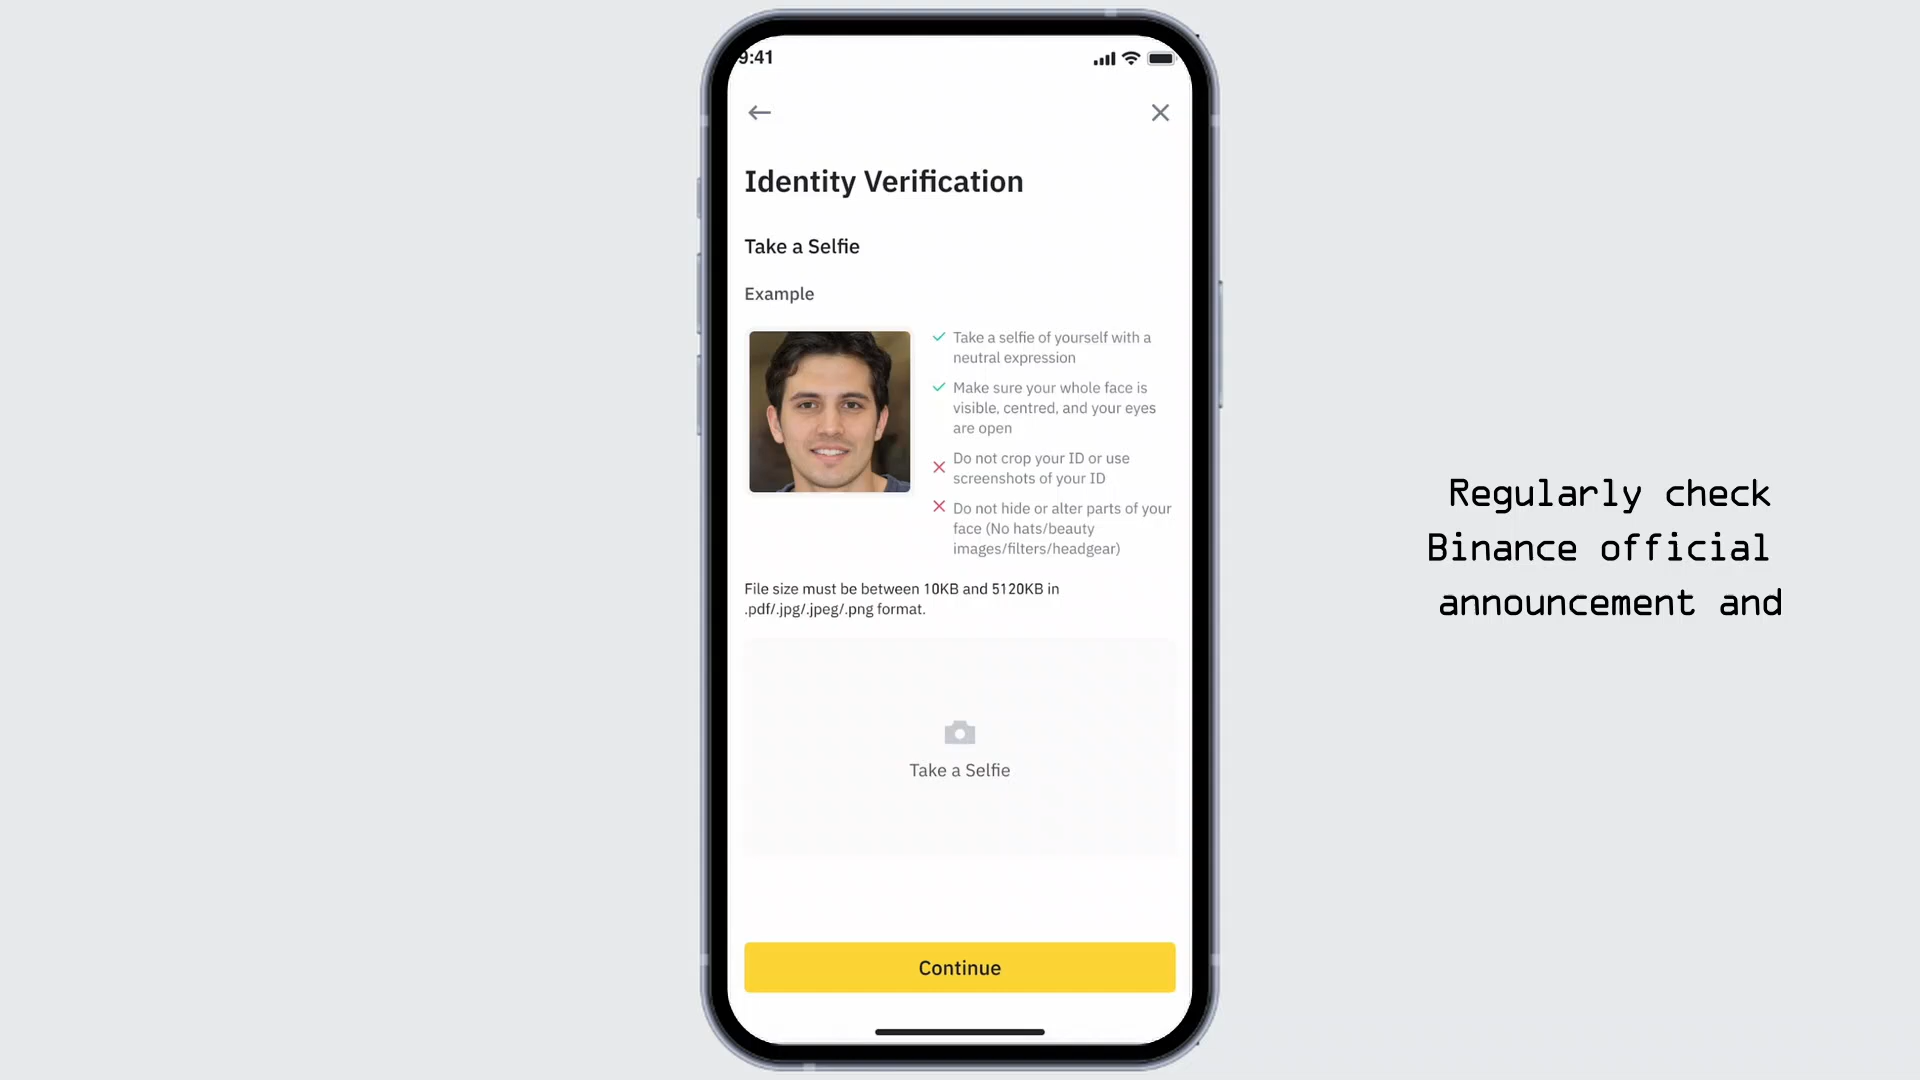 9:41
Identity Verification
Take a Selfie
Example
Take a selfie of yourself with a
neutral expression
Make sure your whole face is
visible, centred, and your eyes
are open
Do not crop your ID or use
screenshots of your ID
Do not hide or alter parts of your
face (No hats/beauty
images/filters/headgear)
File size must be between 10KB and 5120KB in
.pdf/.jpg/.jpeg/.png format.
Take a Selfie
Continue
Regularly check
Binance official
announcement and